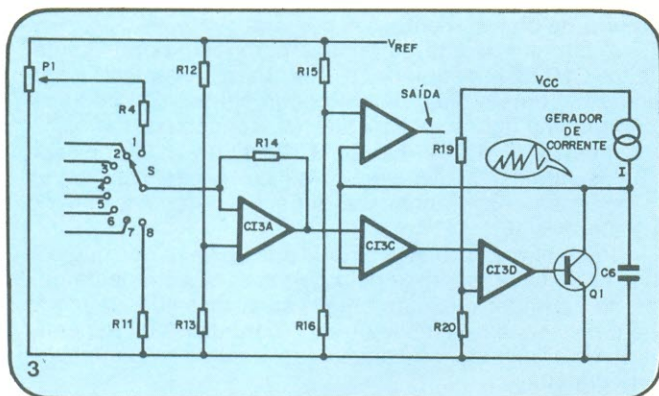 P1
R4
R12
R15
VREF
SAÍDA
VCC
GERADOR
DE
CORRENTE
I
R19
R14
1
2
3
4
5
6
7
8
S
CI3A
CI3C
CI3D
C6
Q1
R11
R13
R16
R20
3